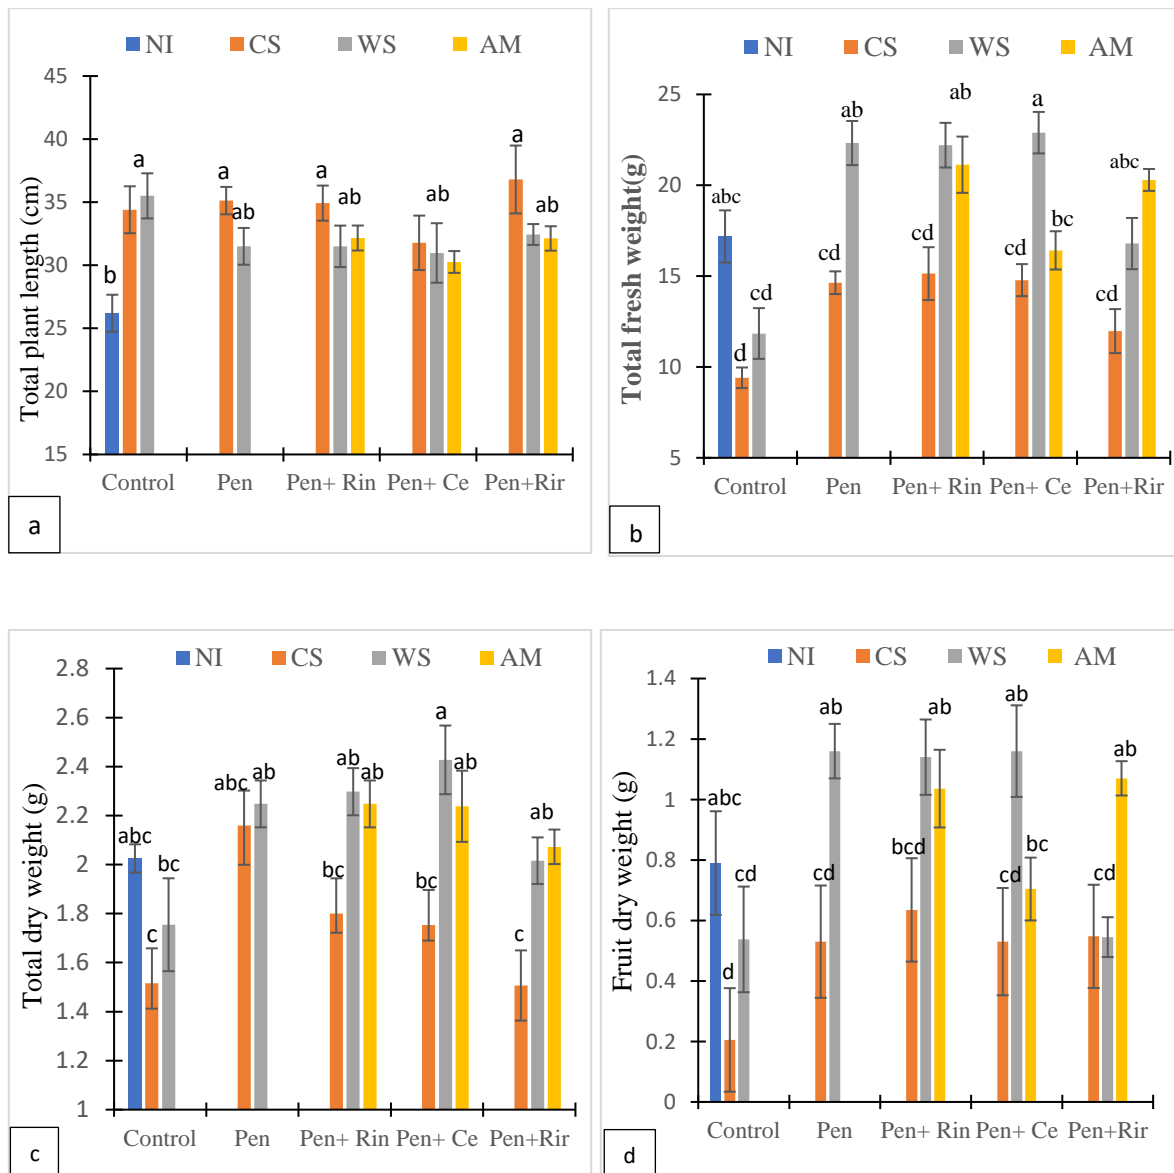 NI CS WS AM
Total plant length (cm)
45
40
35
30
25
20
15
b
a
a
ab
a
ab
ab
a
ab
Control Pen Pen+ Rin Pen+ Ce Pen+Rir
a
NI CS WS AM
Total fresh weight(g)
25
20
15
10
5
abc
d
cd
cd
ab
cd
ab
cd
a
bc
cd
abc
Control Pen Pen+ Rin Pen+ Ce Pen+Rir
b
NI CS WS AM
Total dry weight (g)
2.8
2.6
2.4
2.2
2
1.8
1.6
1.4
1.2
1
abc
c
bc
abc
ab
bc
ab
ab
bc
a
ab
c
ab
Control Pen Pen+ Rin Pen+ Ce Pen+Rir
c
NI CS WS AM
Fruit dry weight (g)
1.4
1.2
1
0.8
0.6
0.4
0.2
0
abc
d
cd
cd
ab
bcd
ab
cd
ab
bc
cd
ab
Control Pen Pen+ Rin Pen+ Ce Pen+Rir
d